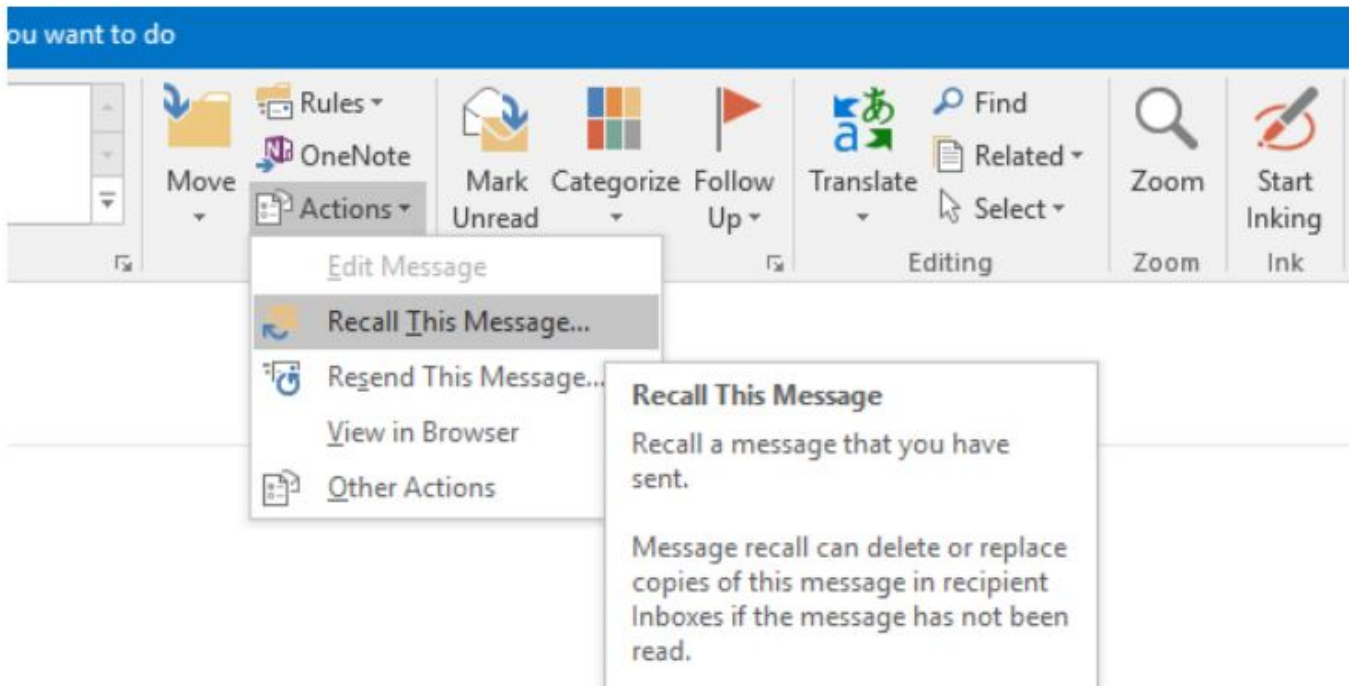 ou want to do
Rules
OneNote
Actions
Move
Mark
Unread
Categorize
Follow
Up
Translate
あ
a
Find
Related
Select
Editing
Zoom
Zoom
Start
Inking
Ink
Edit Message
Recall This Message...
Resend This Message...
View in Browser
Other Actions
Recall This Message
Recall a message that you have
sent.
Message recall can delete or replace
copies of this message in recipient
Inboxes if the message has not been
read.